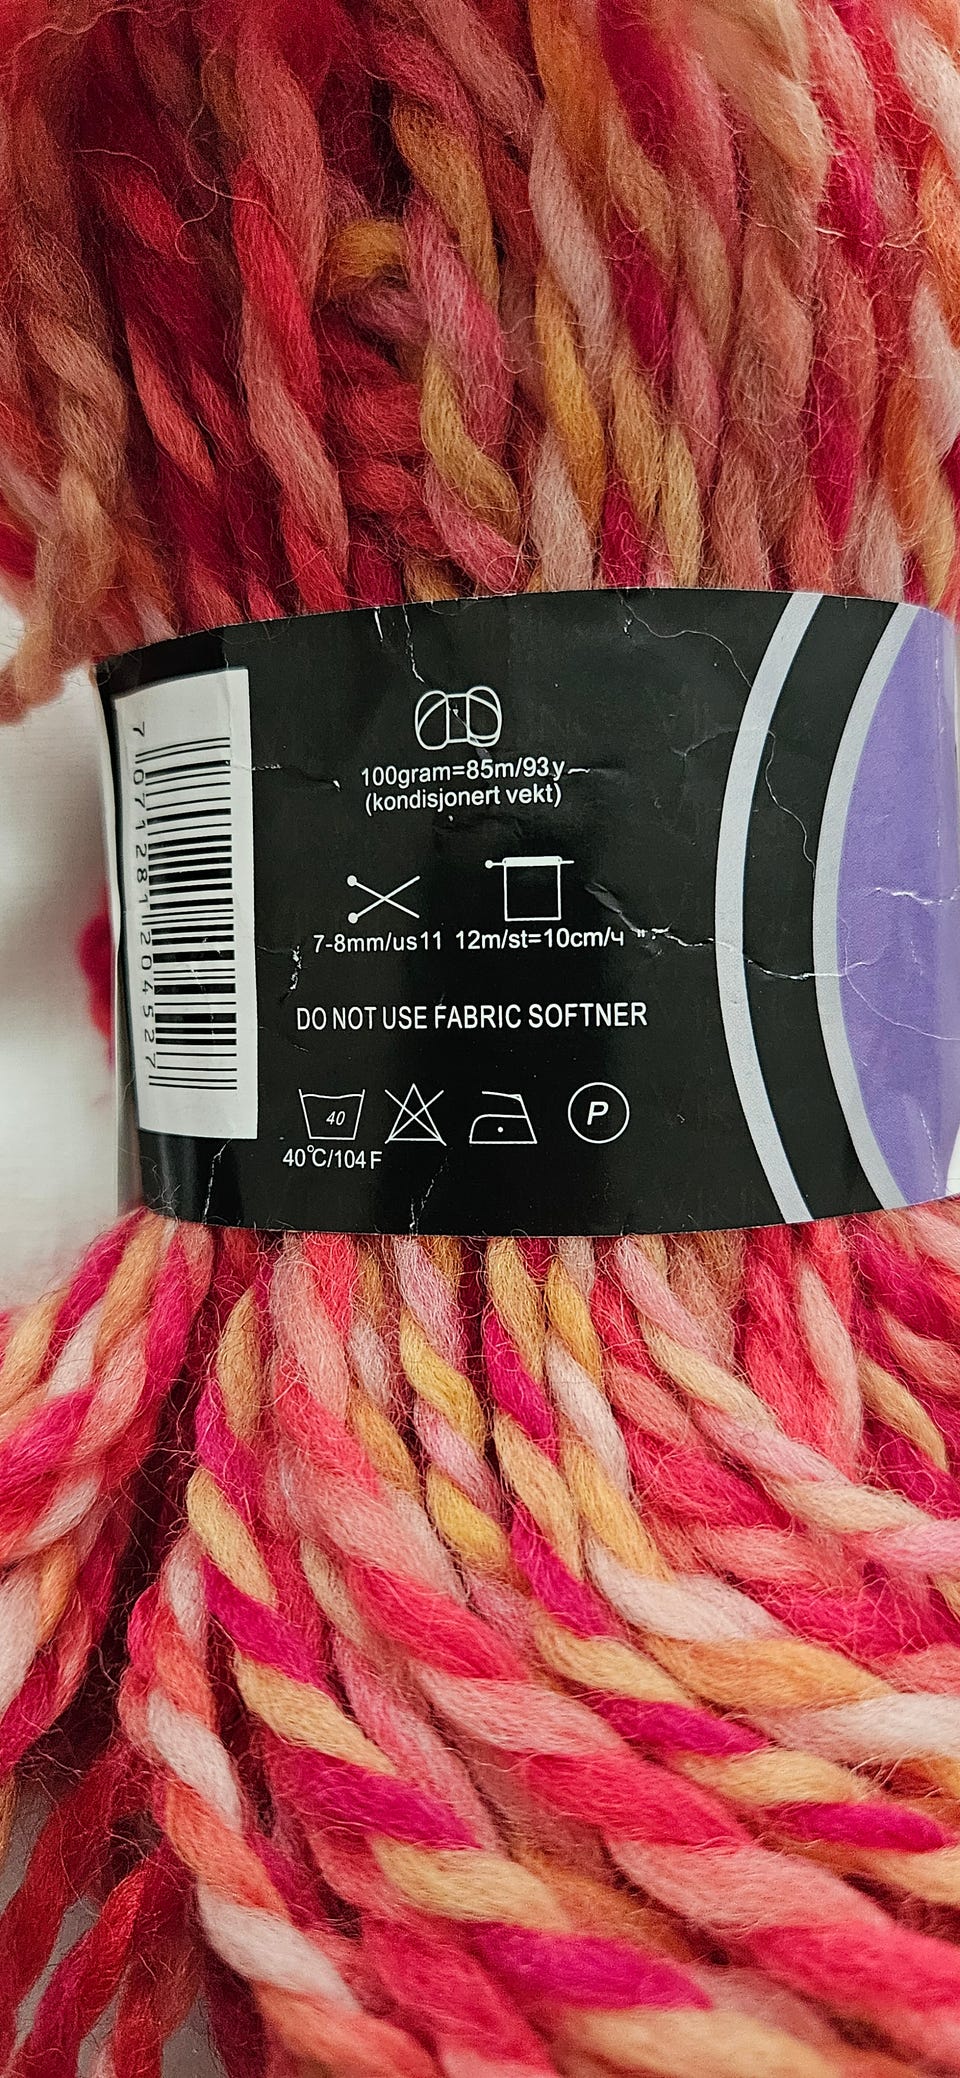 100gram=85m/93y
(kondisjonert vekt)
7-8mm/us11 12m/st=10cm/4"
DO NOT USE FABRIC SOFTNER
40
P
40°C/104F
7 071281 204527